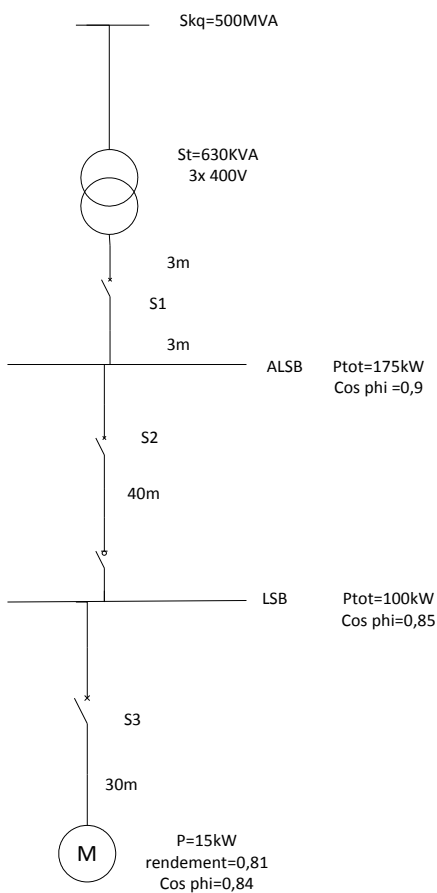 Skq=500MVA
St=630KVA
3x 400V
3m
S1
3m
ALSB
Ptot=175kW
Cos phi =0,9
S2
40m
LSB
Ptot=100kW
Cos phi=0,85
S3
30m
M
P=15kW
rendement=0,81
Cos phi=0,84